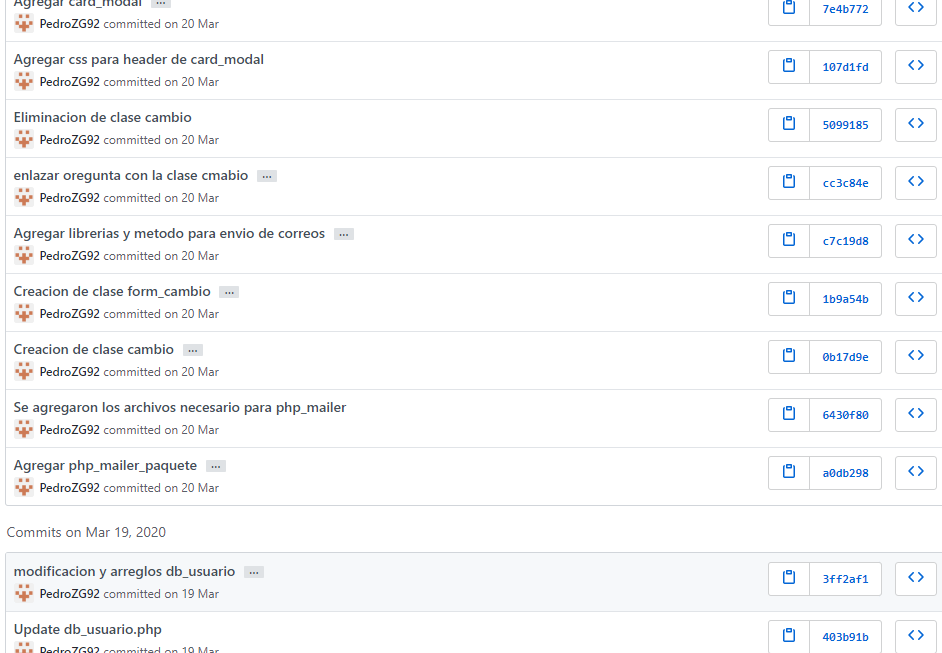 Agregar card_modal ...
PedroZG92 committed on 20 Mar
7e4b772
Agregar css para header de card_modal
PedroZG92 committed on 20 Mar
107d1fd
Eliminacion de clase cambio
PedroZG92 committed on 20 Mar
5099185
enlazar oregunta con la clase cmabio ...
PedroZG92 committed on 20 Mar
cc3c84e
Agregar librerias y metodo para envio de correos ...
PedroZG92 committed on 20 Mar
c7c19d8
Creacion de clase form_cambio ...
PedroZG92 committed on 20 Mar
1b9a54b
Creacion de clase cambio ...
PedroZG92 committed on 20 Mar
0b17d9e
Se agregaron los archivos necesario para php_mailer
PedroZG92 committed on 20 Mar
6430f80
Agregar php_mailer_paquete ...
PedroZG92 committed on 20 Mar
a0db298
Commits on Mar 19, 2020
modificacion y arreglos db_usuario ...
PedroZG92 committed on 19 Mar
3ff2af1
Update db_usuario.php
PedroZG92 committed on 19 Mar
403b91b